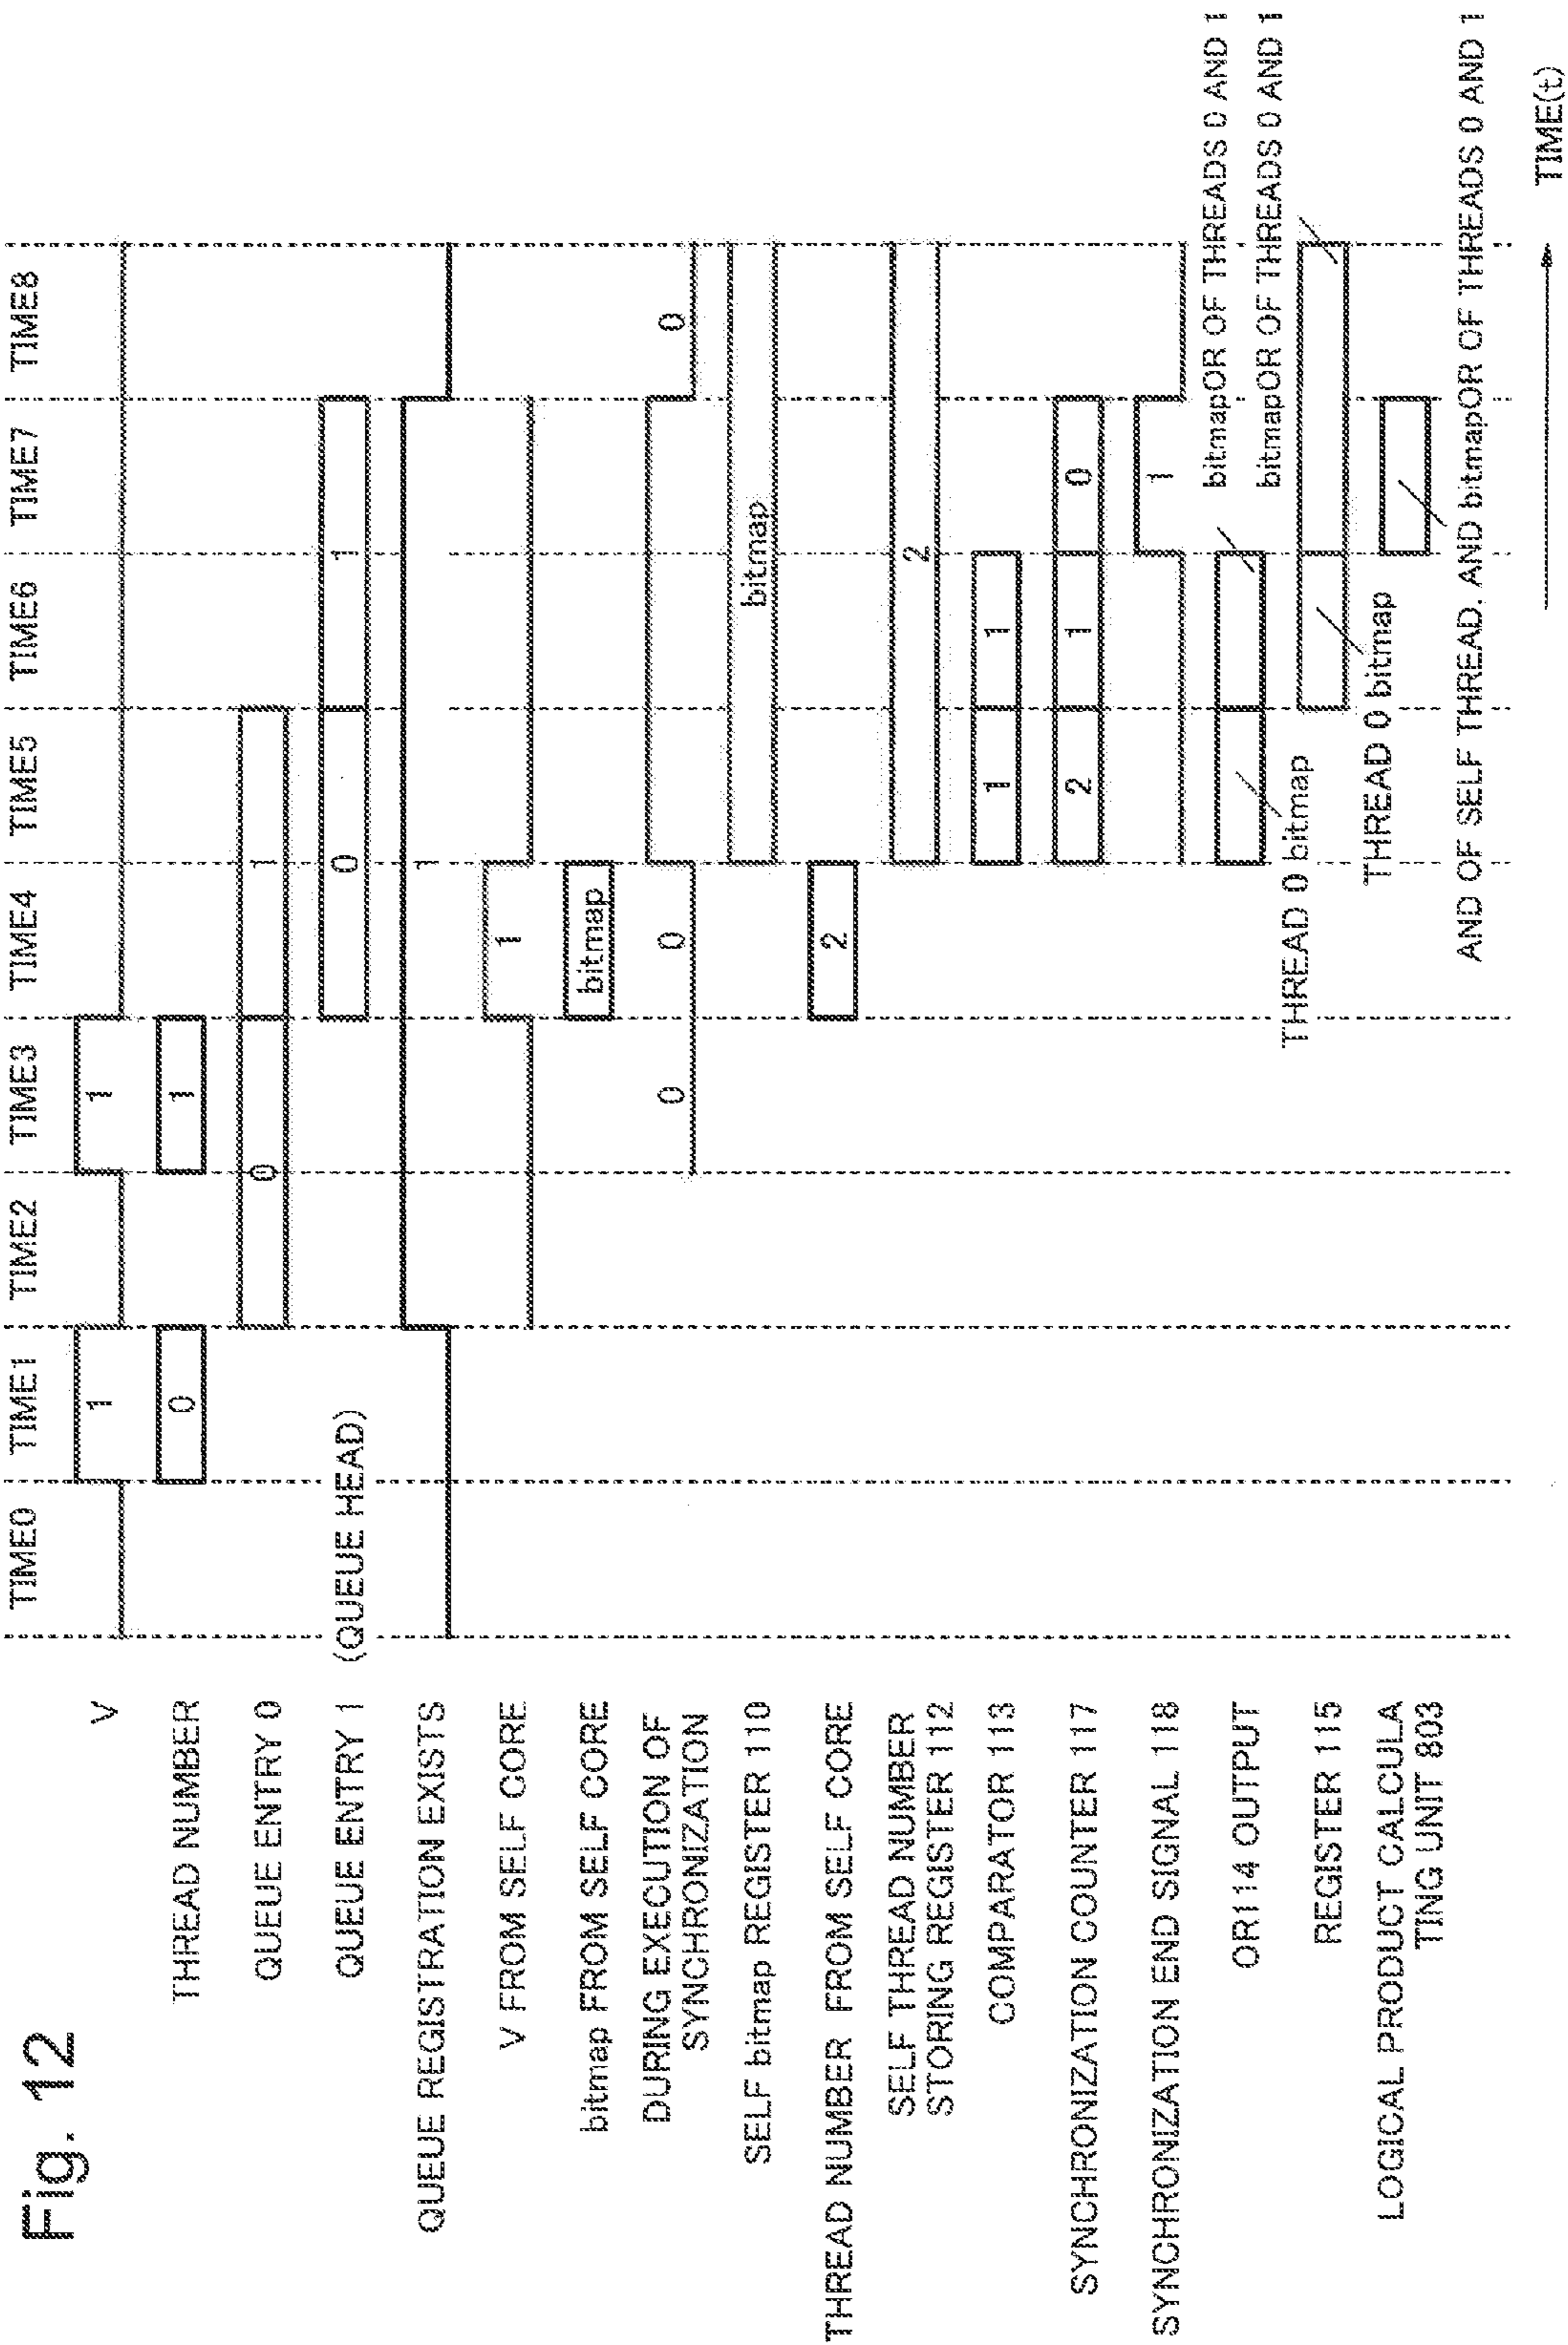 Fig. 12
TIME0 TIME1 TIME2 TIME3 TIME4 TIME5 TIME6 TIME7 TIME8
V 1 1
THREAD NUMBER 0 1
QUEUE ENTRY 0 0 1
QUEUE ENTRY 1 (QUEUE HEAD) 0 1
QUEUE REGISTRATION EXISTS 1
V FROM SELF CORE 1
bitmap FROM SELF CORE bitmap
DURING EXECUTION OF
SYNCHRONIZATION 0 0 0
SELF bitmap REGISTER 110 bitmap
THREAD NUMBER FROM SELF CORE 2
SELF THREAD NUMBER
STORING REGISTER 112 2
COMPARATOR 113 1 1
SYNCHRONIZATION COUNTER 117 2 1 0
SYNCHRONIZATION END SIGNAL 118 1
bitmapOR OF THREADS 0 AND 1
OR114 OUTPUT
bitmapOR OF THREADS 0 AND 1
THREAD 0 bitmap
REGISTER 115
THREAD 0 bitmap
LOGICAL PRODUCT CALCULA
TING UNIT 803
AND OF SELF THREAD, AND bitmapOR OF THREADS 0 AND 1
TIME(t)